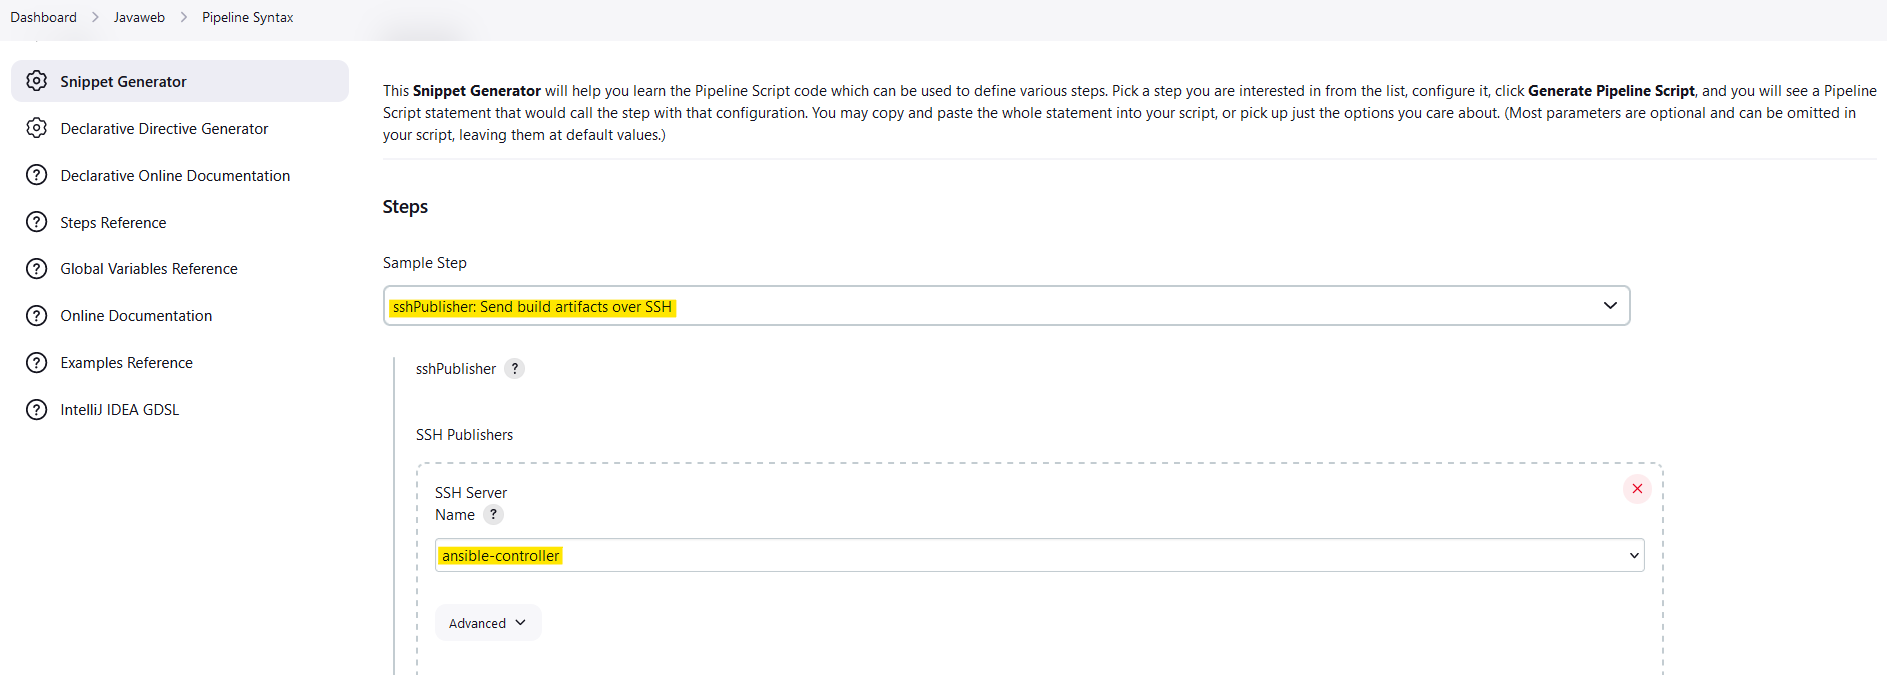 Dashboard > Javaweb > Pipeline Syntax
Snippet Generator
Declarative Directive Generator
Declarative Online Documentation
Steps Reference
Global Variables Reference
Online Documentation
Examples Reference
IntelliJ IDEA GDSL
This Snippet Generator will help you learn the Pipeline Script code which can be used to define various steps. Pick a step you are interested in from the list, configure it, click Generate Pipeline Script, and you will see a Pipeline
Script statement that would call the step with that configuration. You may copy and paste the whole statement into your script, or pick up just the options you care about. (Most parameters are optional and can be omitted in
your script, leaving them at default values.)
Steps
Sample Step
sshPublisher: Send build artifacts over SSH
sshPublisher ?
SSH Publishers
SSH Server
Name ?
ansible-controller
Advanced